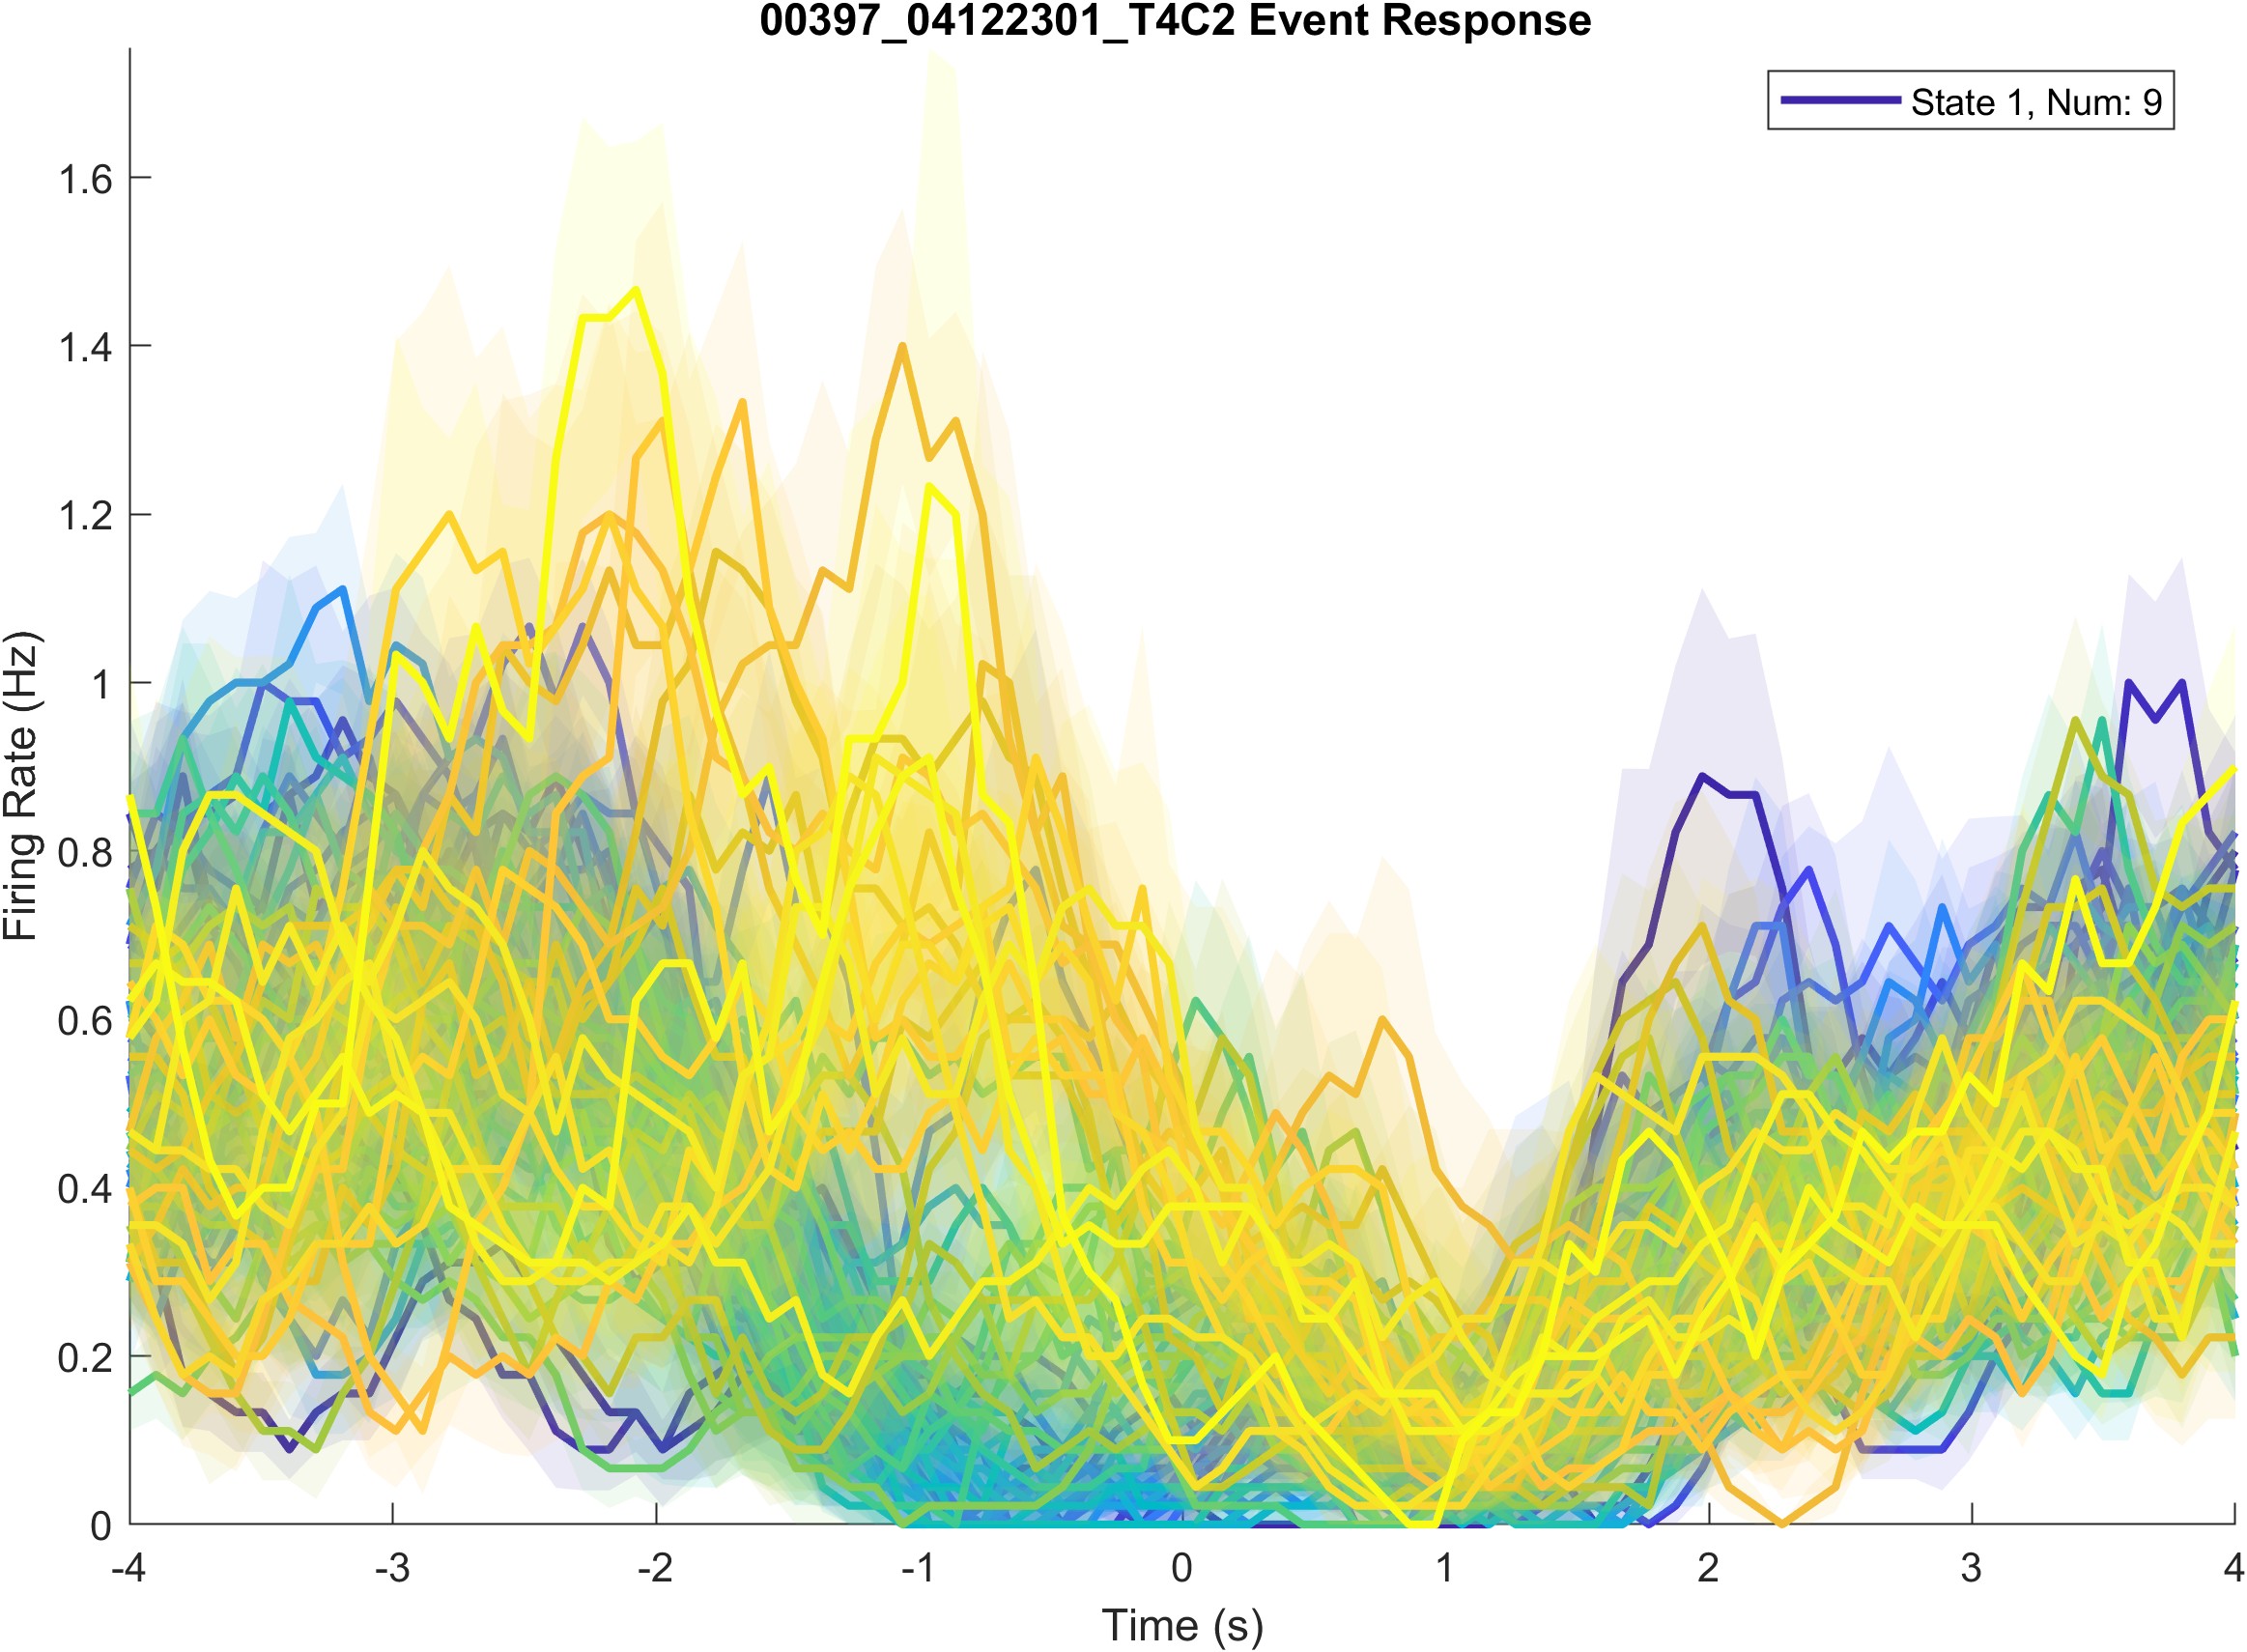 00397_04122301_T4C2 Event Response
State 1, Num: 9
Firing Rate (Hz)
1.6
1.4
1.2
1
0.8
0.6
0.4
0.2
0
-4 -3 -2 -1 0 1 2 3 4
Time (s)